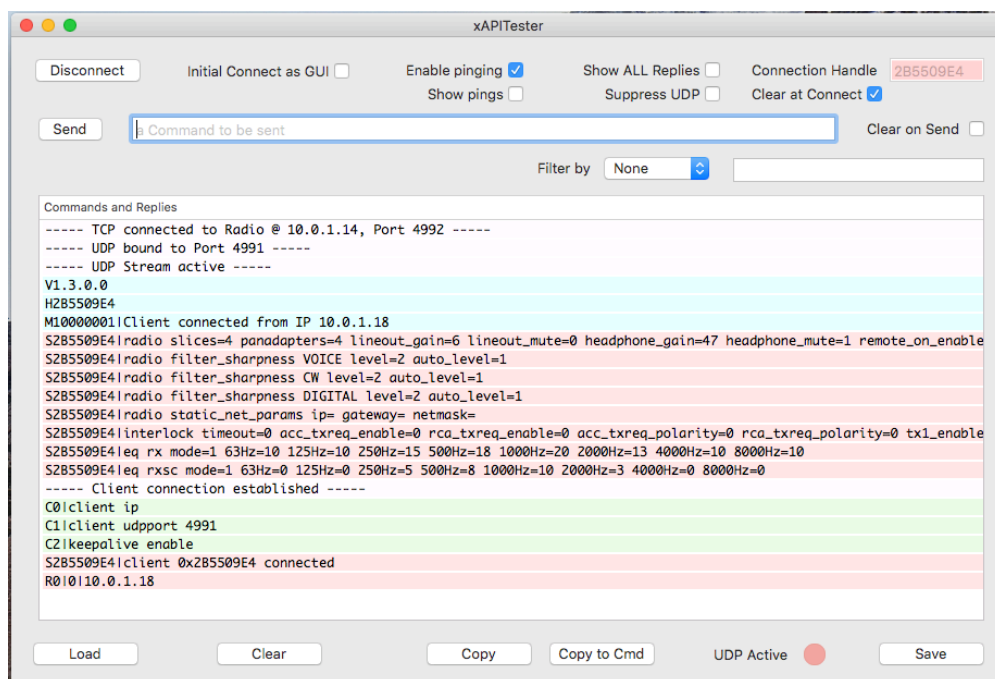 xAPITester
Disconnect Initial Connect as GUI Enable pinging Show ALL Replies Connection Handle 2B5509E4
Show pings Suppress UDP Clear at Connect
Send a Command to be sent Clear on Send
Filter by None
Commands and Replies
----- TCP connected to Radio @ 10.0.1.14, Port 4992 -----
----- UDP bound to Port 4991 -----
----- UDP Stream active -----
V1.3.0.0
H2B5509E4
M10000001|Client connected from IP 10.0.1.18
S2B5509E4|radio slices=4 panadapters=4 lineout_gain=6 lineout_mute=0 headphone_gain=47 headphone_mute=1 remote_on_enable
S2B5509E4|radio filter_sharpness VOICE level=2 auto_level=1
S2B5509E4|radio filter_sharpness CW level=2 auto_level=1
S2B5509E4|radio filter_sharpness DIGITAL level=2 auto_level=1
S2B5509E4|radio static_net_params ip= gateway= netmask=
S2B5509E4|interlock timeout=0 acc_txreq_enable=0 rca_txreq_enable=0 acc_txreq_polarity=0 rca_txreq_polarity=0 tx1_enable
S2B5509E4|eq rx mode=1 63Hz=10 125Hz=10 250Hz=15 500Hz=18 1000Hz=20 2000Hz=13 4000Hz=10 8000Hz=10
S2B5509E4|eq rxsc mode=1 63Hz=0 125Hz=0 250Hz=5 500Hz=8 1000Hz=10 2000Hz=3 4000Hz=0 8000Hz=0
----- Client connection established -----
C0|client ip
C1|client udpport 4991
C2|keepalive enable
S2B5509E4|client 0x2B5509E4 connected
R0|0|10.0.1.18
Load Clear Copy Copy to Cmd UDP Active Save